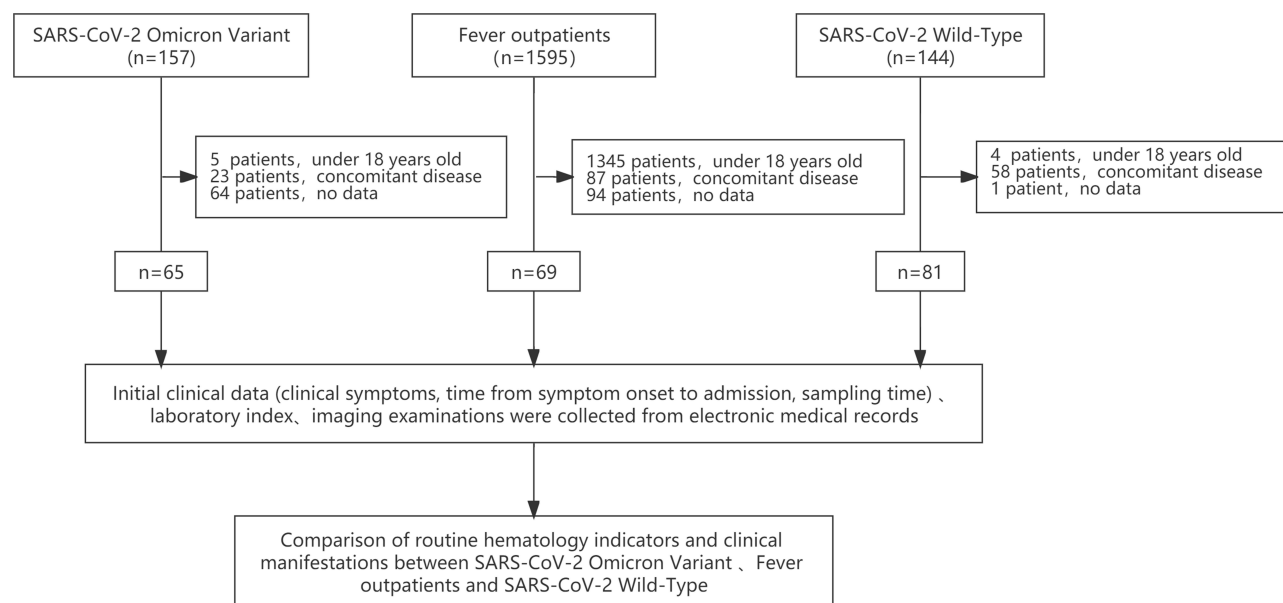 SARS-CoV-2 Omicron Variant
(n=157)
Fever outpatients
(n=1595)
SARS-CoV-2 Wild-Type
(n=144)
5 patients，under 18 years old
23 patients，concomitant disease
64 patients，no data
1345 patients，under 18 years old
87 patients，concomitant disease
94 patients，no data
4 patients，under 18 years old
58 patients，concomitant disease
1 patient，no data
n=65
n=69
n=81
Initial clinical data (clinical symptoms, time from symptom onset to admission, sampling time) 、
laboratory index、imaging examinations were collected from electronic medical records
Comparison of routine hematology indicators and clinical
manifestations between SARS-CoV-2 Omicron Variant 、Fever
outpatients and SARS-CoV-2 Wild-Type